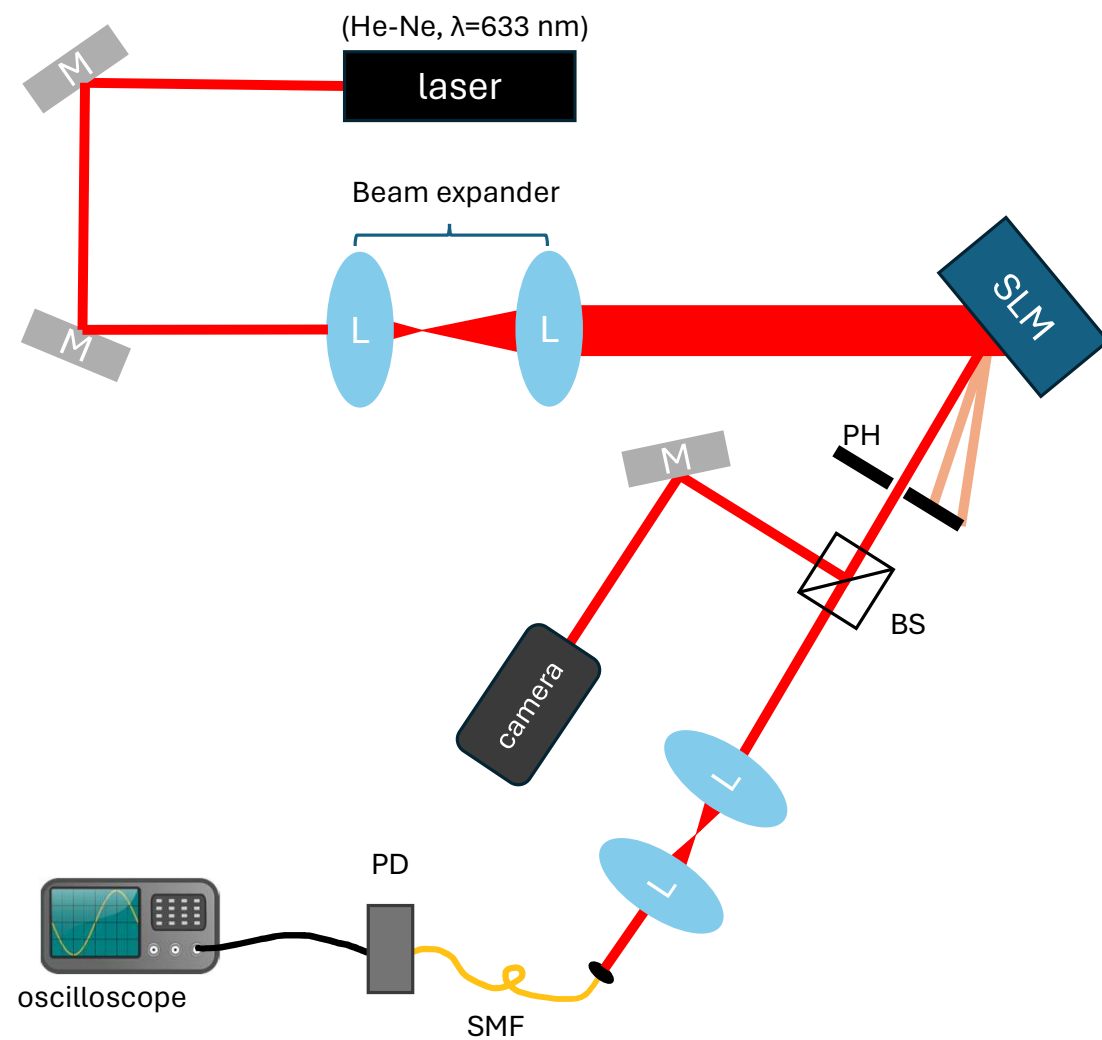 (He-Ne, λ=633 nm)
laser
M
Beam expander
L
L
M
SLM
PH
M
BS
camera
L
L
PD
oscilloscope
SMF